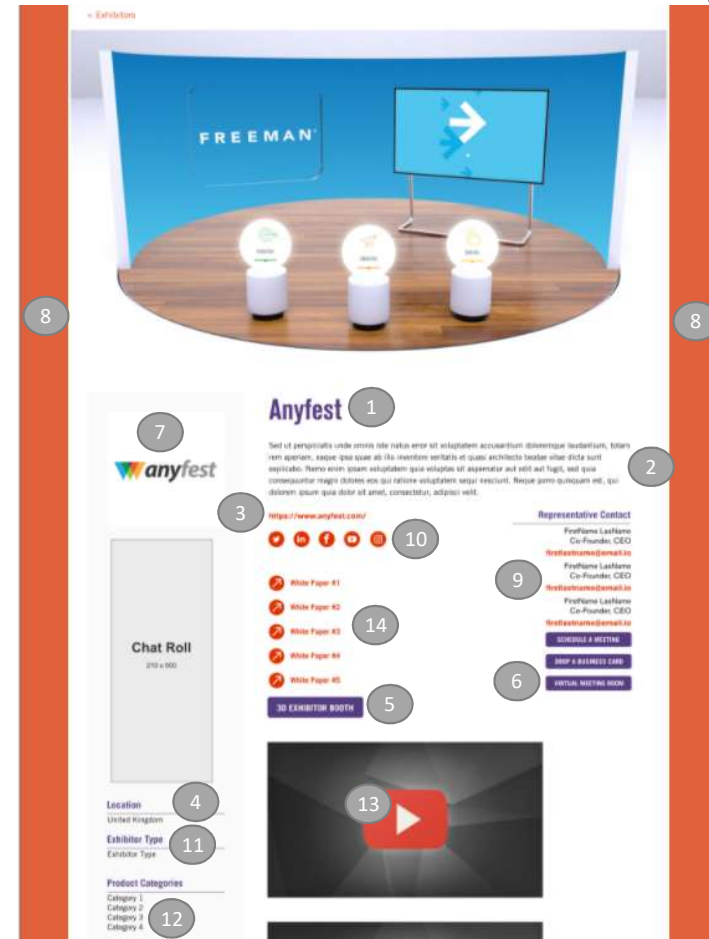 « Exhibitors
FREEMAN
8
8
Anyfest
1
7
anyfest
Sed ut perspiciatis unde omnis iste natus error sit voluptatem accusantium doloremque laudantium, totam
rem aperiam, eaque ipsa quae ab illo inventore veritatis et quasi architecto beatae vitae dicta sunt
explicabo. Nemo enim ipsam voluptatem quia voluptas sit aspernatur aut odit aut fugit, sed quia
consequuntur magni dolores eos qui ratione voluptatem sequi nesciunt. Neque porro quisquam est, qui
dolorem ipsum quia dolor sit amet, consectetur, adipisci velit.
2
3
https://www.anyfest.com/
10
White Paper #1
White Paper #2
White Paper #3
White Paper #4
White Paper #5
14
3D EXHIBITOR BOOTH
5
Representative Contact
FirstName LasName
Co-Founder, CEO
firstlastname@email.io
FirstName LasName
Co-Founder, CEO
firstlastname@email.io
FirstName LasName
Co-Founder, CEO
firstlastname@email.io
9
SCHEDULE A MEETING
DROP A BUSINESS CARD
VIRTUAL MEETING ROOM
6
Chat Roll
210 x 600
Location
4
United Kingdom
Exhibitor Type
11
Exhibitor Type
Product Categories
Category 1
Category 2
Category 3
Category 4
12
13